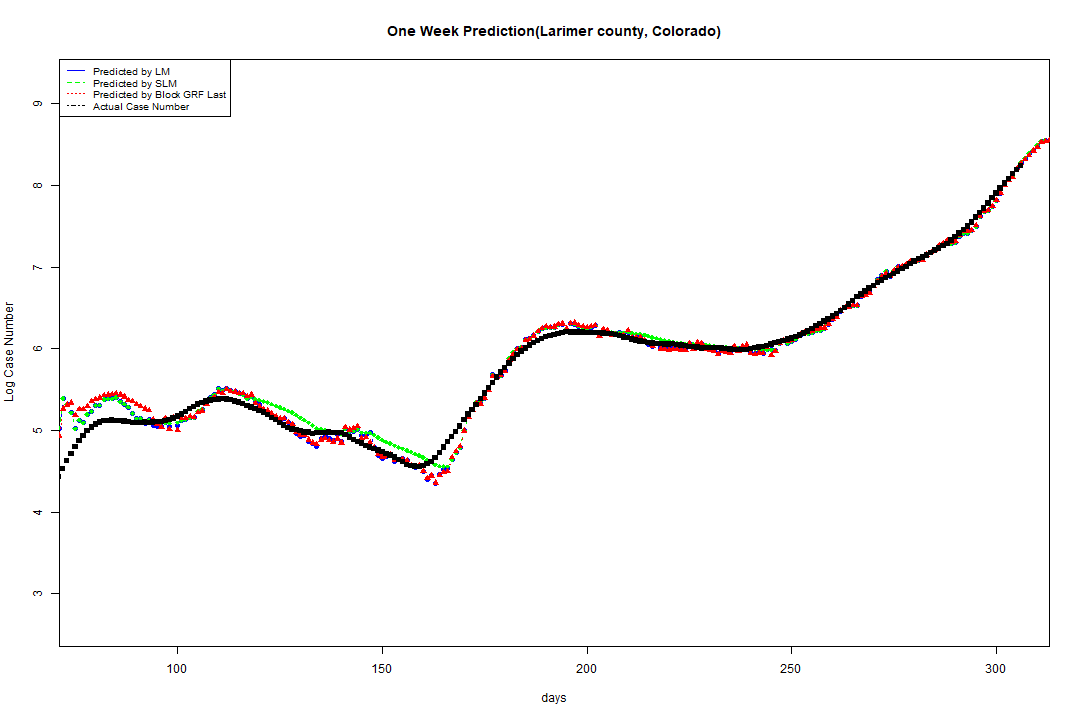 One Week Prediction(Larimer county, Colorado)
Predicted by LM
Predicted by SLM
Predicted by Block GRF Last
Actual Case Number
9
8
7
6
5
4
3
Log Case Number
100 150 200 250 300
days